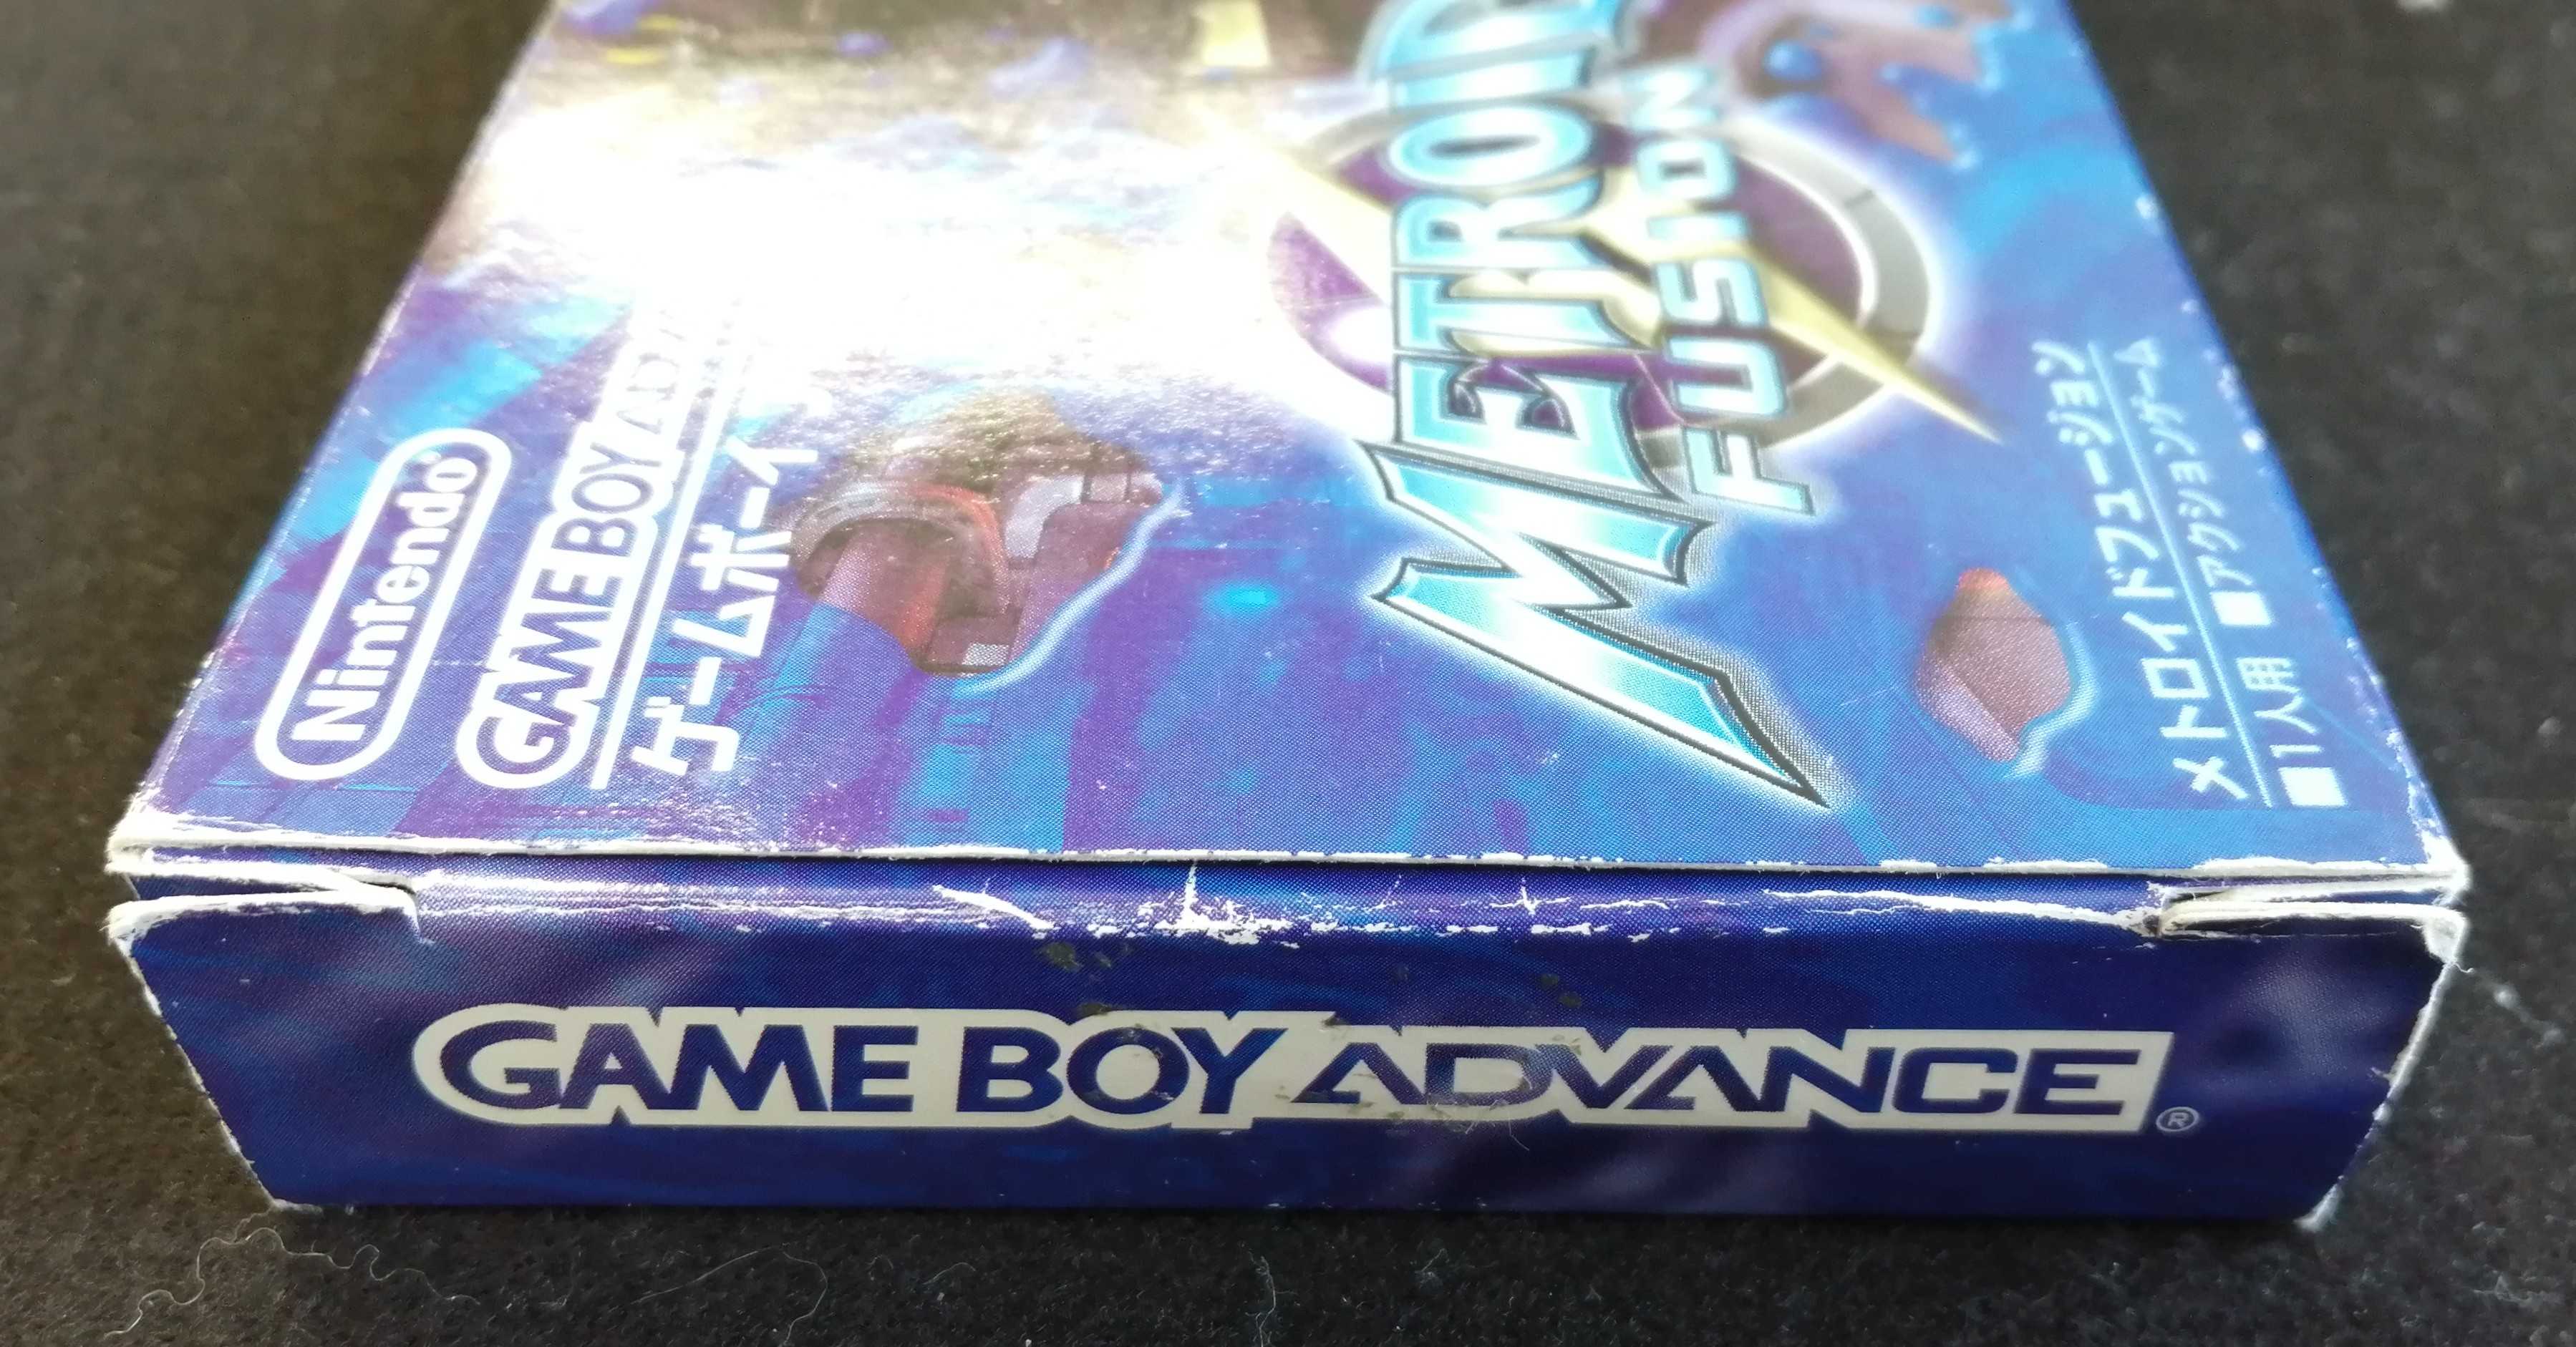 Nintendo
GAME BOY
ゲームボーイ
METROID
FUSION
メトロイドフュージョン
■1人用 ■アクションゲーム
GAME BOY ADVANCE®